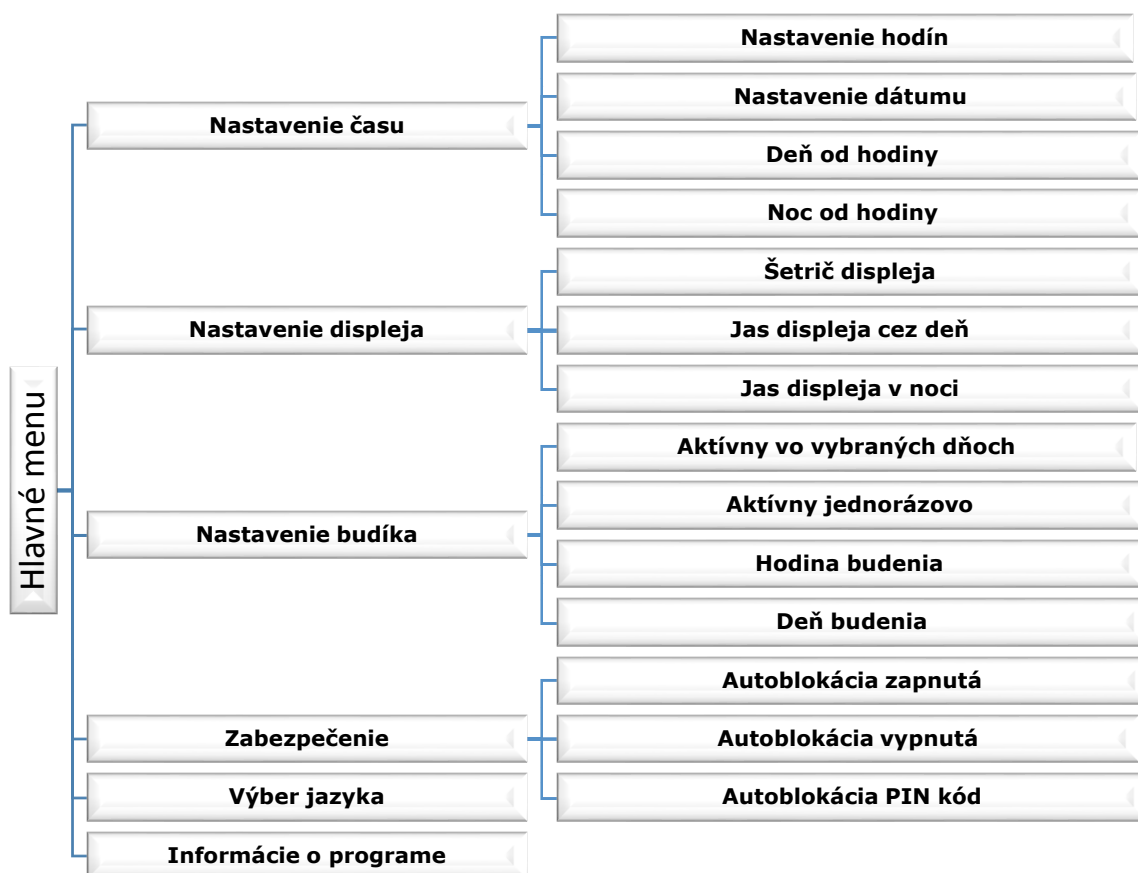 Hlavné menu
Nastavenie času
Nastavenie hodín
Nastavenie dátumu
Deň od hodiny
Noc od hodiny
Nastavenie displeja
Šetrič displeja
Jas displeja cez deň
Jas displeja v noci
Nastavenie budíka
Aktívny vo vybraných dňoch
Aktívny jednorázovo
Hodina budenia
Deň budenia
Zabezpečenie
Autoblokácia zapnutá
Autoblokácia vypnutá
Autoblokácia PIN kód
Výber jazyka
Informácie o programe